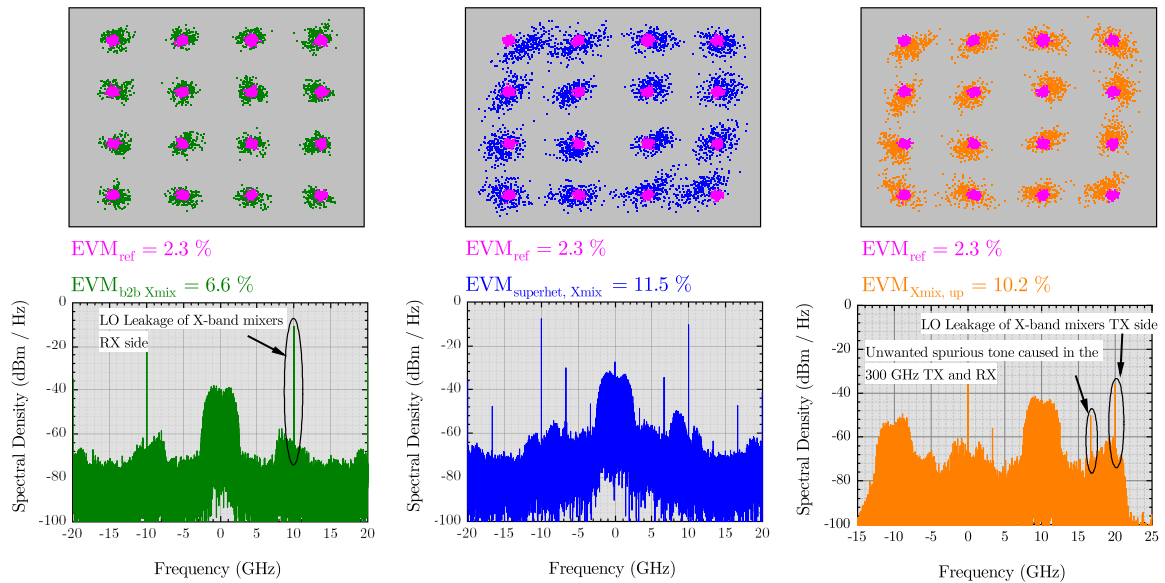 EVM_ref = 2.3 %
EVM_b2b Xmix = 6.6 %
EVM_ref = 2.3 %
EVM_superhet, Xmix = 11.5 %
EVM_ref = 2.3 %
EVM_Xmix, up = 10.2 %
Spectral Density (dBm / Hz)
0
-20
-40
-60
-80
-100
LO Leakage of X-band mixers
RX side
-20 -15 -10 -5 0 5 10 15 20
Frequency (GHz)
Spectral Density (dBm / Hz)
0
-20
-40
-60
-80
-100
-20 -15 -10 -5 0 5 10 15 20
Frequency (GHz)
Spectral Density (dBm / Hz)
0
-20
-40
-60
-80
-100
LO Leakage of X-band mixers TX side
Unwanted spurious tone caused in the
300 GHz TX and RX
-15 -10 -5 0 5 10 15 20 25
Frequency (GHz)